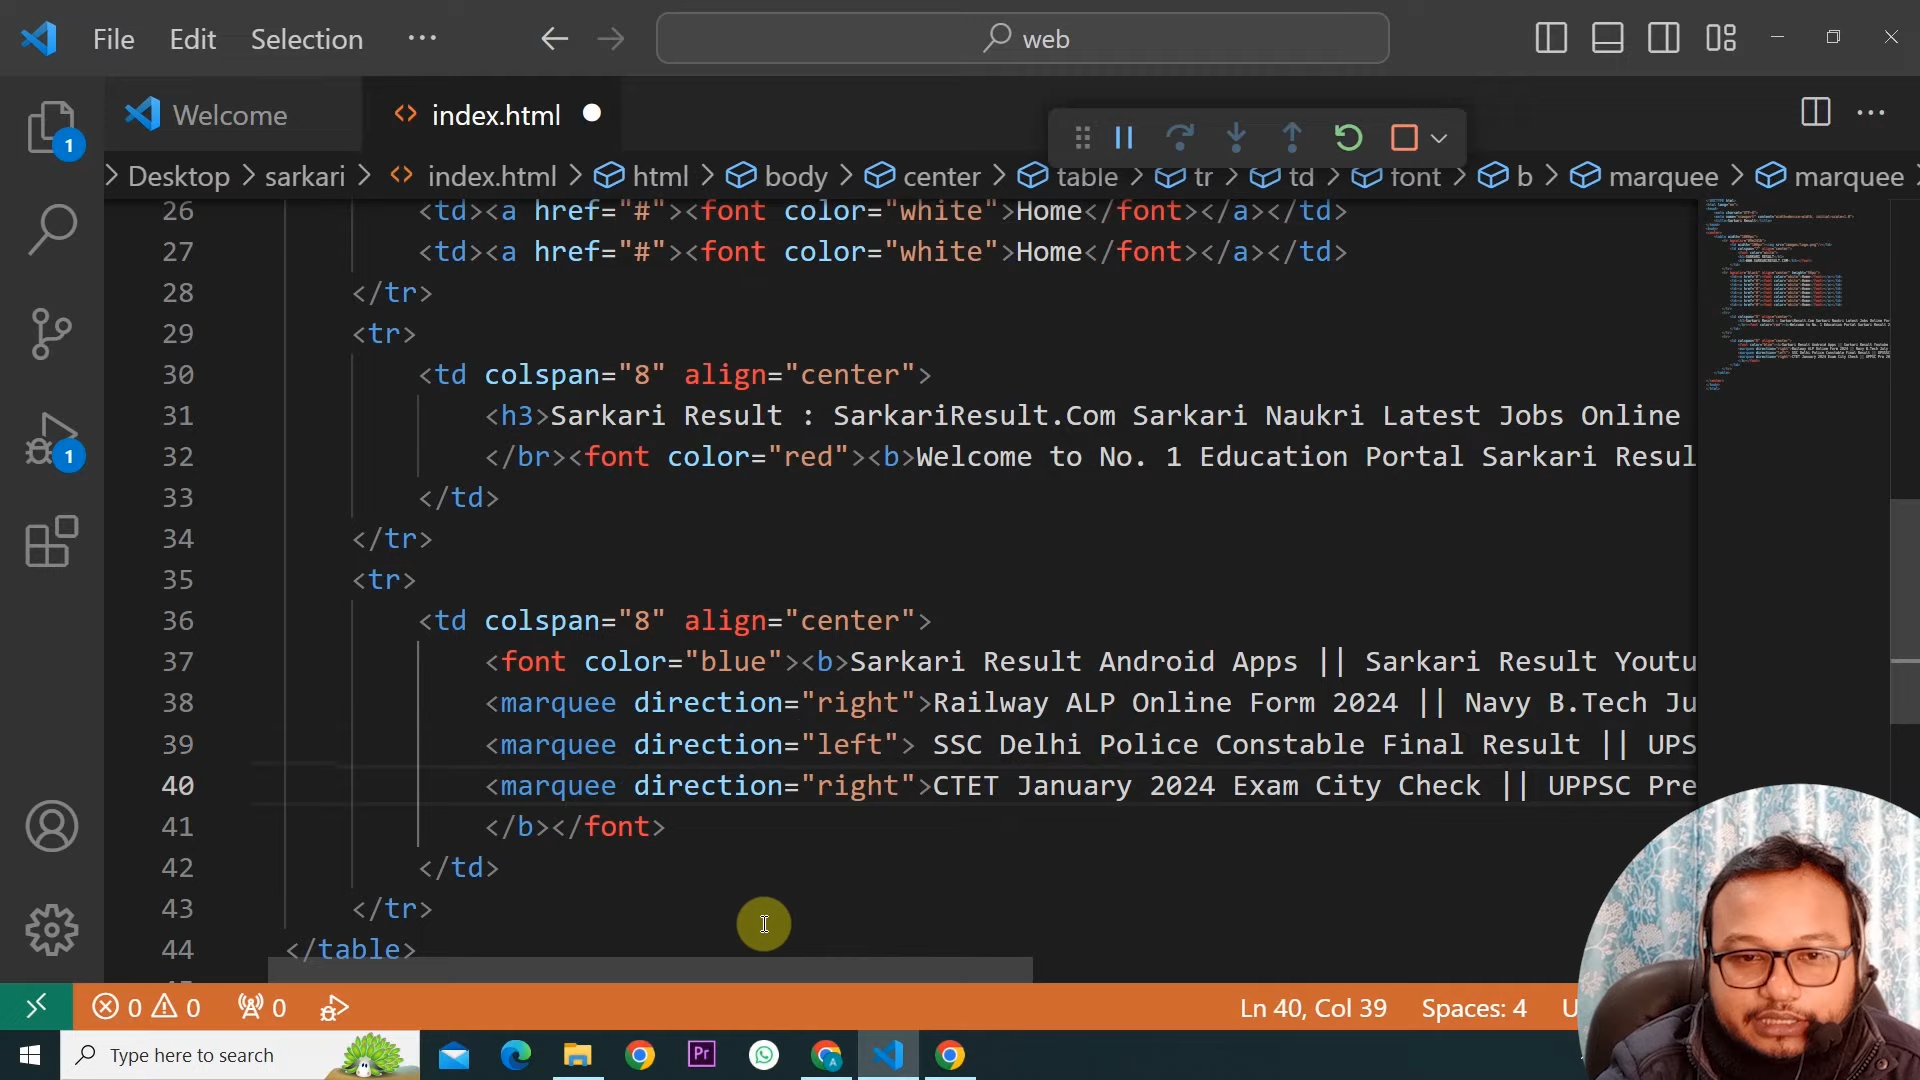 File Edit Selection ··· web
Welcome index.html
Desktop > sarkari > index.html > html > body > center > table > tr > td > font > b > marquee > marquee
26 <td><a href="#"><font color="white">Home</font></a></td>
27 <td><a href="#"><font color="white">Home</font></a></td>
28 </tr>
29 <tr>
30 <td colspan="8" align="center">
31 <h3>Sarkari Result : SarkariResult.Com Sarkari Naukri Latest Jobs Online
32 </br><font color="red"><b>Welcome to No. 1 Education Portal Sarkari Resul
33 </td>
34 </tr>
35 <tr>
36 <td colspan="8" align="center">
37 <font color="blue"><b>Sarkari Result Android Apps || Sarkari Result Youtu
38 <marquee direction="right">Railway ALP Online Form 2024 || Navy B.Tech Ju
39 <marquee direction="left"> SSC Delhi Police Constable Final Result || UPS
40 <marquee direction="right">CTET January 2024 Exam City Check || UPPSC Pre
41 </b></font>
42 </td>
43 </tr>
44 </table>
1
1
0 0 0 Ln 40, Col 39 Spaces: 4 U
Type here to search
Pr